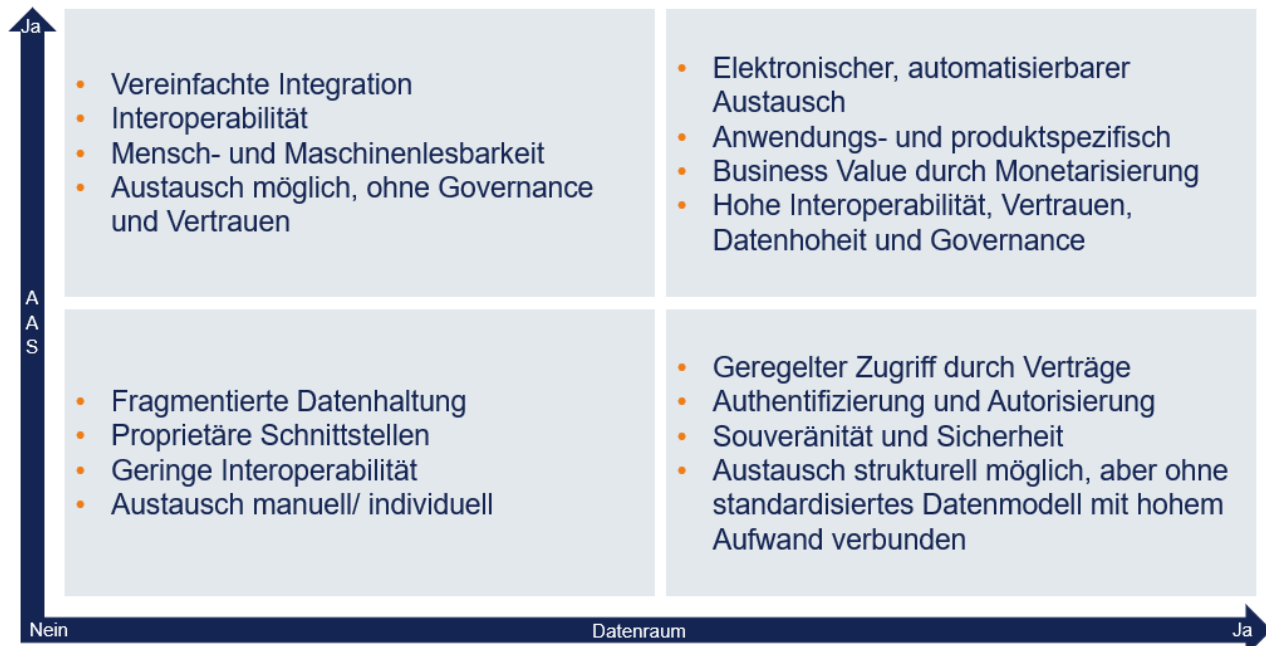 Ja
Vereinfachte Integration
Interoperabilität
Mensch- und Maschinenlesbarkeit
Austausch möglich, ohne Governance
und Vertrauen
Elektronischer, automatisierbarer
Austausch
Anwendungs- und produktspezifisch
Business Value durch Monetarisierung
Hohe Interoperabilität, Vertrauen,
Datenhoheit und Governance
A
A
S
Fragmentierte Datenhaltung
Proprietäre Schnittstellen
Geringe Interoperabilität
Austausch manuell/ individuell
Geregelter Zugriff durch Verträge
Authentifizierung und Autorisierung
Souveränität und Sicherheit
Austausch strukturell möglich, aber ohne
standardisiertes Datenmodell mit hohem
Aufwand verbunden
Nein
Datenraum
Ja